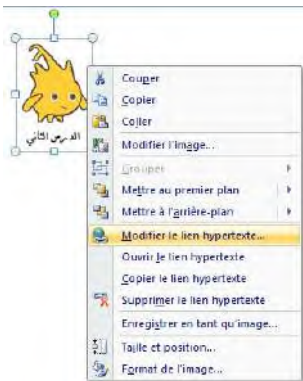 الدرس الثاني
Couper
Copier
Coller
Modifier l'image...
Grouper
Mettre au premier plan
Mettre à l'arrière-plan
Modifier le lien hypertexte...
Ouvrir le lien hypertexte
Copier le lien hypertexte
Supprimer le lien hypertexte
Enregistrer en tant qu'image...
Taille et position...
Format de l'image...